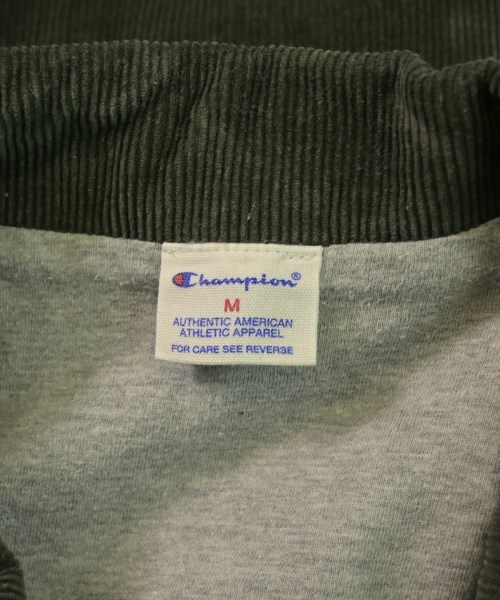 Champion®
M
AUTHENTIC AMERICAN
ATHLETIC APPAREL
FOR CARE SEE REVERSE